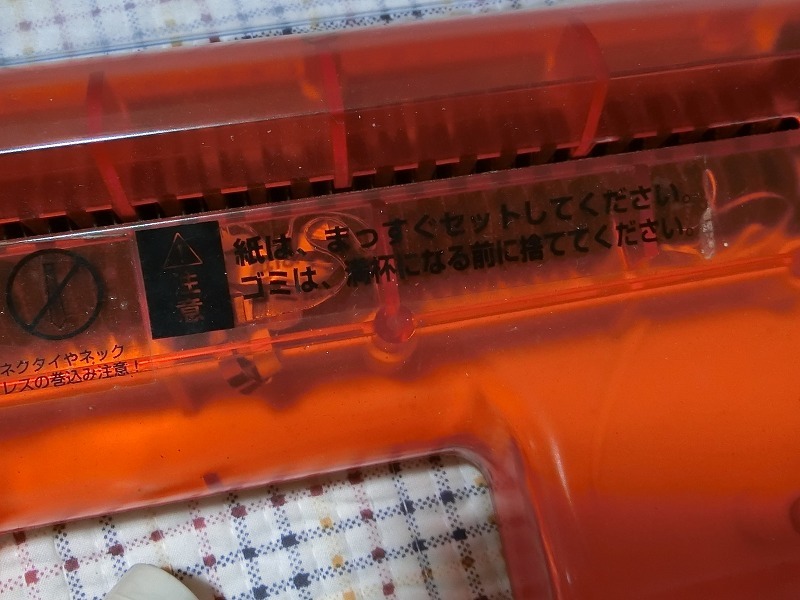 注意
紙は、まっすぐセットしてください。
ゴミは、満杯になる前に捨ててください。
ネクタイやネック
レスの巻込み注意！